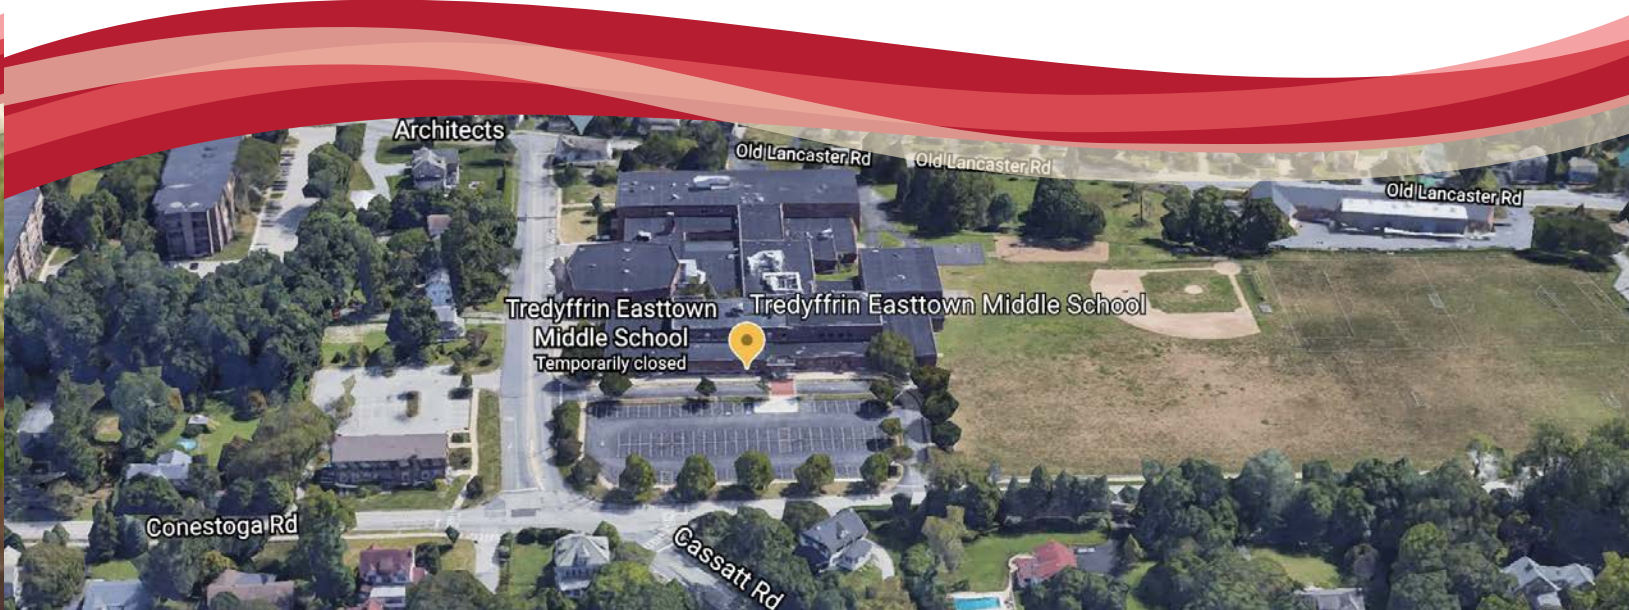 Architects
Old Lancaster Rd
Old Lancaster Rd
Old Lancaster Rd
Tredyffrin Easttown
Middle School
Temporarily closed
Tredyffrin Easttown Middle School
Conestoga Rd
Cassatt Rd